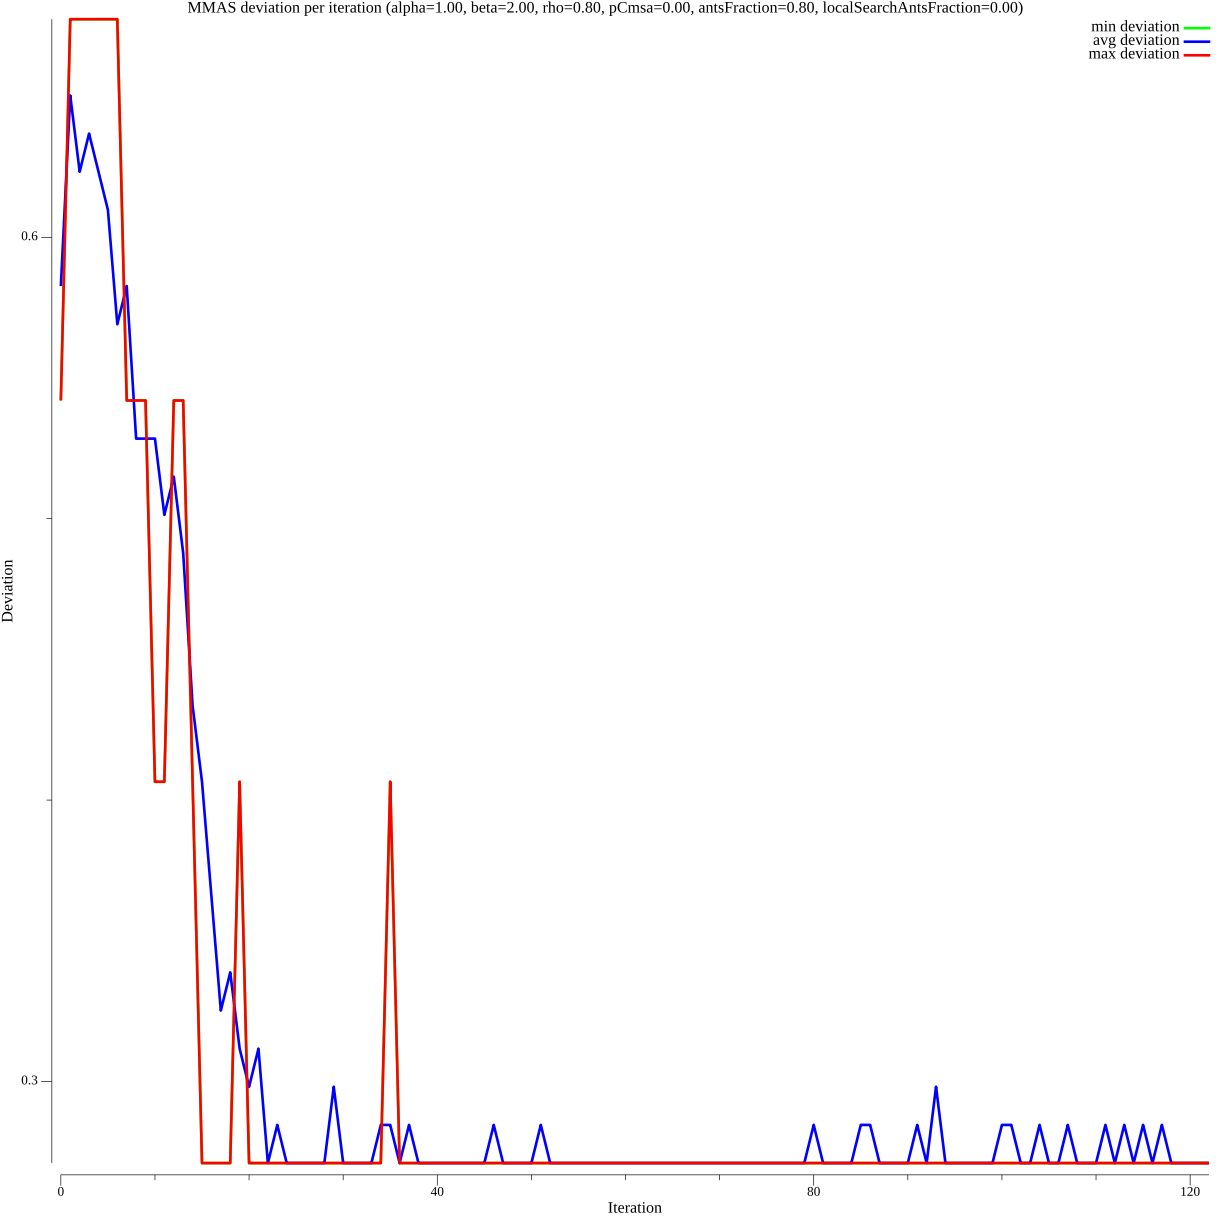 MMAS deviation per iteration (alpha=1.00, beta=2.00, rho=0.80, pCmsa=0.00, antsFraction=0.80, localSearchAntsFraction=0.00)
min deviation
avg deviation
max deviation
0.6
Deviation
0.3
0
40
80
120
Iteration